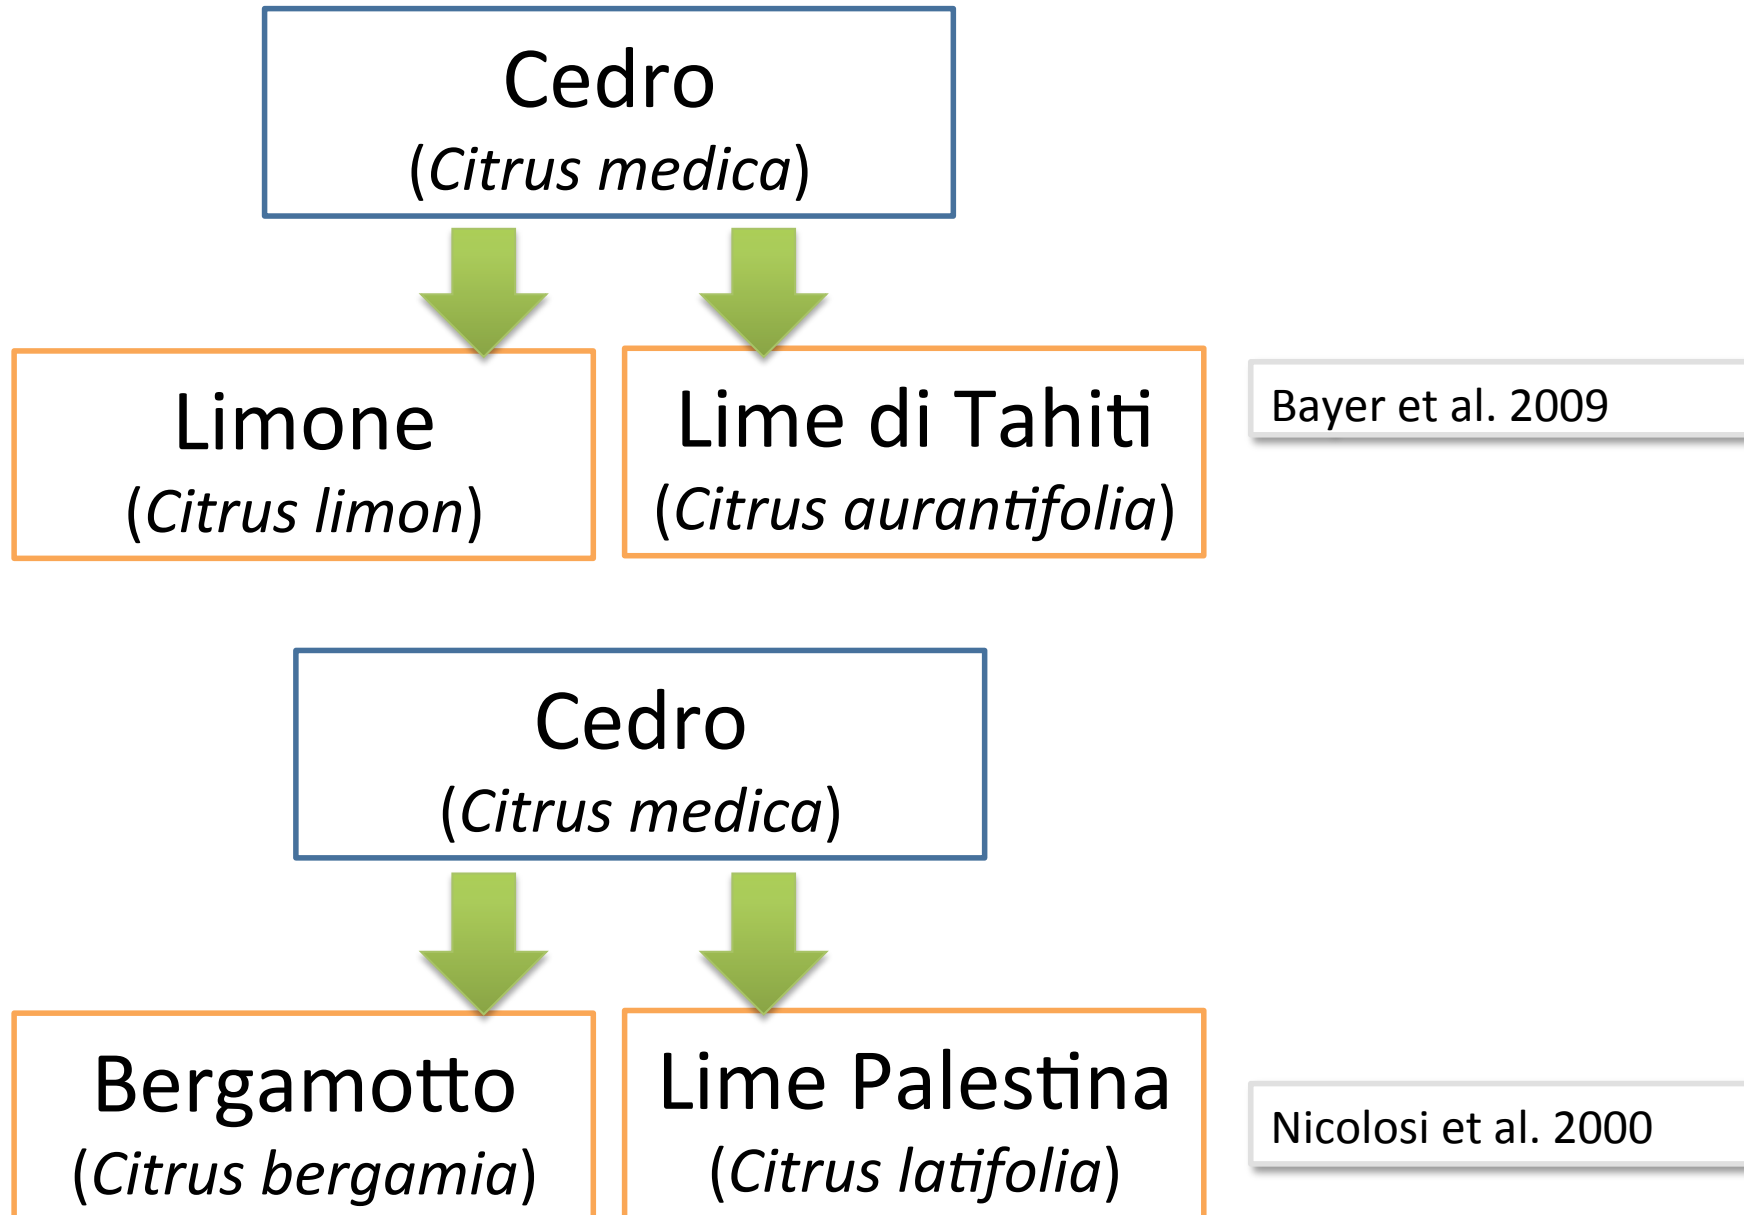 Cedro
(Citrus medica)
Limone
(Citrus limon)
Lime di Tahiti
(Citrus aurantifolia)
Bayer et al. 2009
Cedro
(Citrus medica)
Bergamotto
(Citrus bergamia)
Lime Palestina
(Citrus latifolia)
Nicolosi et al. 2000